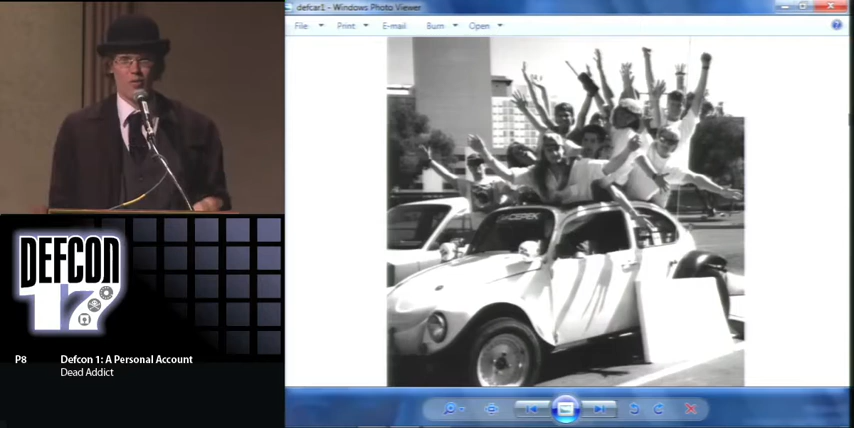 defcar1 - Windows Photo Viewer
File Print E-mail Burn Open
DEFCON
17
P8 Defcon 1: A Personal Account
Dead Addict